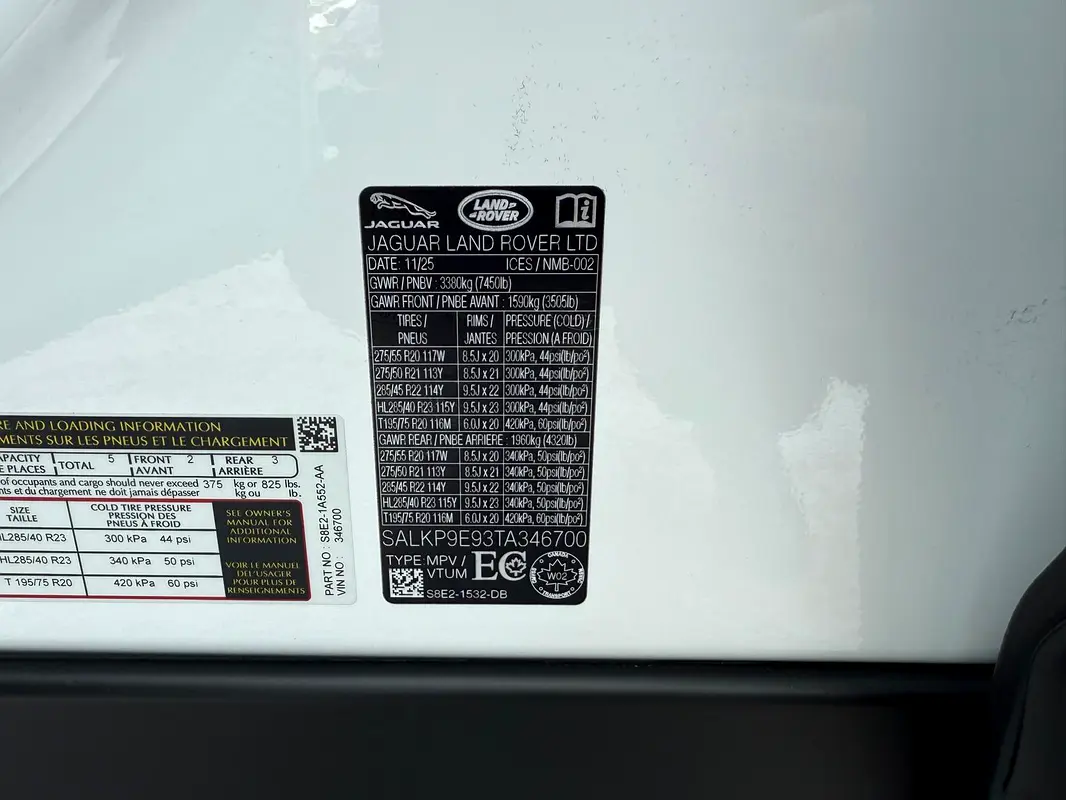 JAGUAR
LAND ROVER
JAGUAR LAND ROVER LTD
DATE: 11/25 ICES / NMB-002
GVWR / PNBV : 3380kg (7450lb)
GAWR FRONT / PNBE AVANT : 1590kg (3505lb)
TIRES / RIMS / PRESSURE (COLD) /
PNEUS JANTES PRESSION (A FROID)
275/55 R20 117W 8.5J x 20 300kPa, 44psi(lb/po²)
275/50 R21 113Y 8.5J x 21 300kPa, 44psi(lb/po²)
285/45 R22 114Y 9.5J x 22 300kPa, 44psi(lb/po²)
HL285/40 R23 115Y 9.5J x 23 300kPa, 44psi(lb/po²)
T195/75 R20 116M 6.0J x 20 420kPa, 60psi(lb/po²)
GAWR REAR / PNBE ARRIERE : 1960kg (4320lb)
275/55 R20 117W 8.5J x 20 340kPa, 50psi(lb/po²)
275/50 R21 113Y 8.5J x 21 340kPa, 50psi(lb/po²)
285/45 R22 114Y 9.5J x 22 340kPa, 50psi(lb/po²)
HL285/40 R23 115Y 9.5J x 23 340kPa, 50psi(lb/po²)
T195/75 R20 116M 6.0J x 20 420kPa, 60psi(lb/po²)
SALKP9E93TA346700
TYPE: MPV / VTUM EC
CANADA
W02
TRANSPORT
S8E2-1532-DB
RE AND LOADING INFORMATION
EMENTS SUR LES PNEUS ET LE CHARGEMENT
APACITY TOTAL 5 FRONT 2 REAR 3
E PLACES AVANT ARRIÈRE
of occupants and cargo should never exceed 375 kg or 825 lbs.
nts et du chargement ne doit jamais dépasser kg ou lb.
SIZE COLD TIRE PRESSURE
TAILLE PRESSION DES PNEUS À FROID
HL285/40 R23 300 kPa 44 psi
HL285/40 R23 340 kPa 50 psi
T 195/75 R20 420 kPa 60 psi
SEE OWNER'S
MANUAL FOR
ADDITIONAL
INFORMATION
VOIR LE MANUEL
DE L'USAGER
POUR PLUS DE
RENSEIGNEMENTS
PART NO : S8E2-1A552-AA
VIN NO : 346700